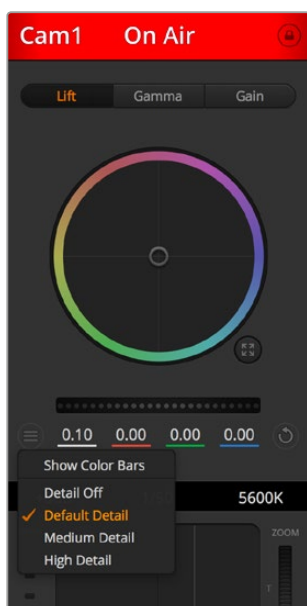 Cam1 On Air
Lift Gamma Gain
0.10 0.00 0.00 0.00
Show Color Bars
Detail Off
Default Detail
Medium Detail
High Detail
5600K
ZOOM
T